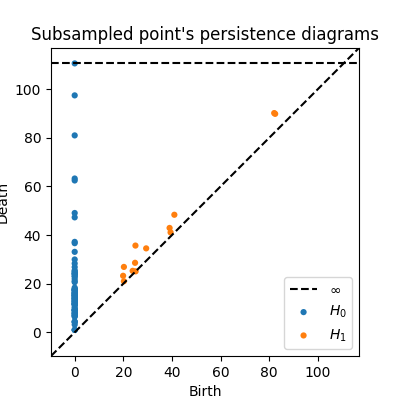 Subsampled point's persistence diagrams
Death
100
80
60
40
20
0
0 20 40 60 80 100
Birth
∞
H₀
H₁